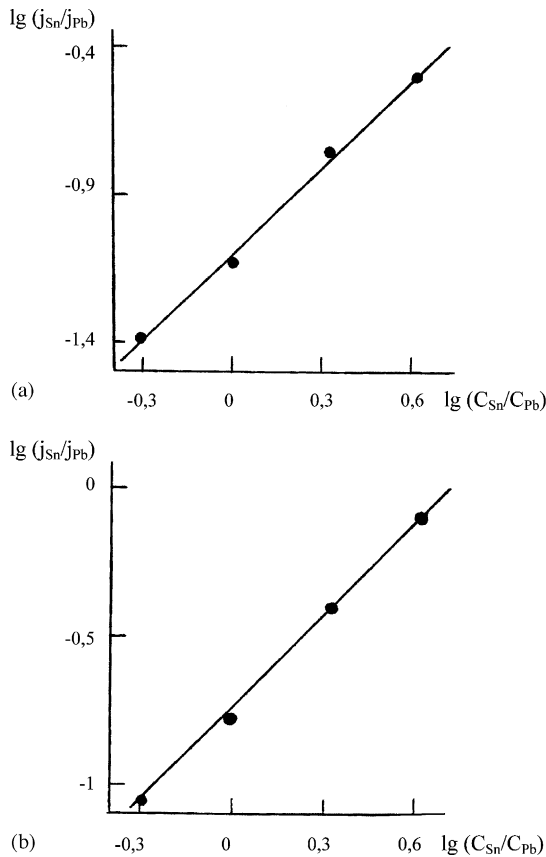 lg (jSn/jPb)
-0,4
-0,9
-1,4
-0,3 0 0,3 0,6 lg (CSn/CPb)
(a)
lg (jSn/jPb)
0
-0,5
-1
-0,3 0 0,3 0,6 lg (CSn/CPb)
(b)